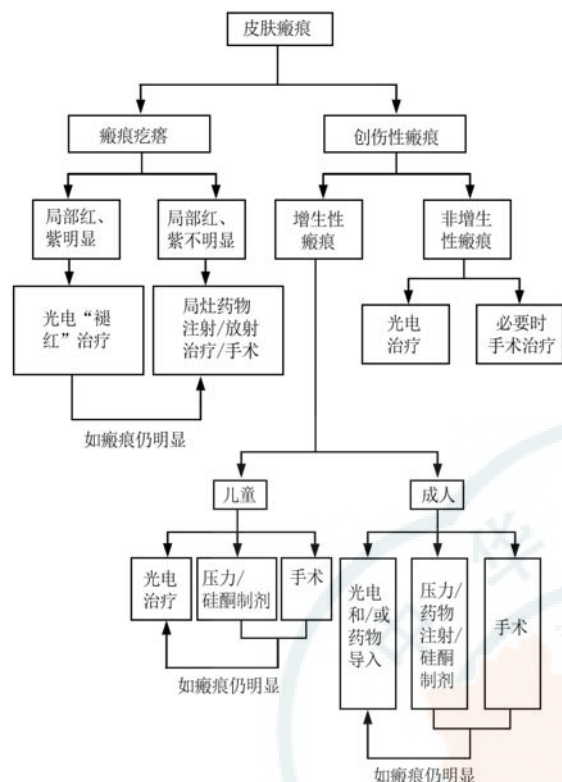 皮肤瘢痕
瘢痕疙瘩
创伤性瘢痕
局部红、
紫明显
局部红、
紫不明显
增生性
瘢痕
非增生
性瘢痕
光电“褪
红”治疗
局灶药物
注射/放射
治疗/手术
光电
治疗
必要时
手术治疗
如瘢痕仍明显
儿童
成人
光电
治疗
压力/
硅酮制剂
手术
光电
和/或
药物
导入
压力/
药物
注射/
硅酮
制剂
手术
如瘢痕仍明显
如瘢痕仍明显
中华